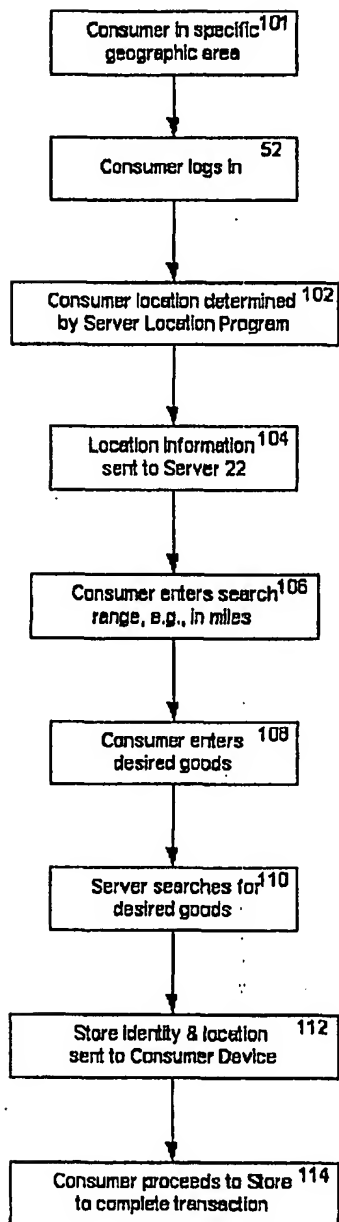 Consumer in specific 101
geographic area
52
Consumer logs in
Consumer location determined 102
by Server Location Program
Location Information 104
sent to Server 22
Consumer enters search 106
range, e.g., in miles
Consumer enters 108
desired goods
Server searches for 110
desired goods
Store identity & location 112
sent to Consumer Device
Consumer proceeds to Store 114
to complete transaction